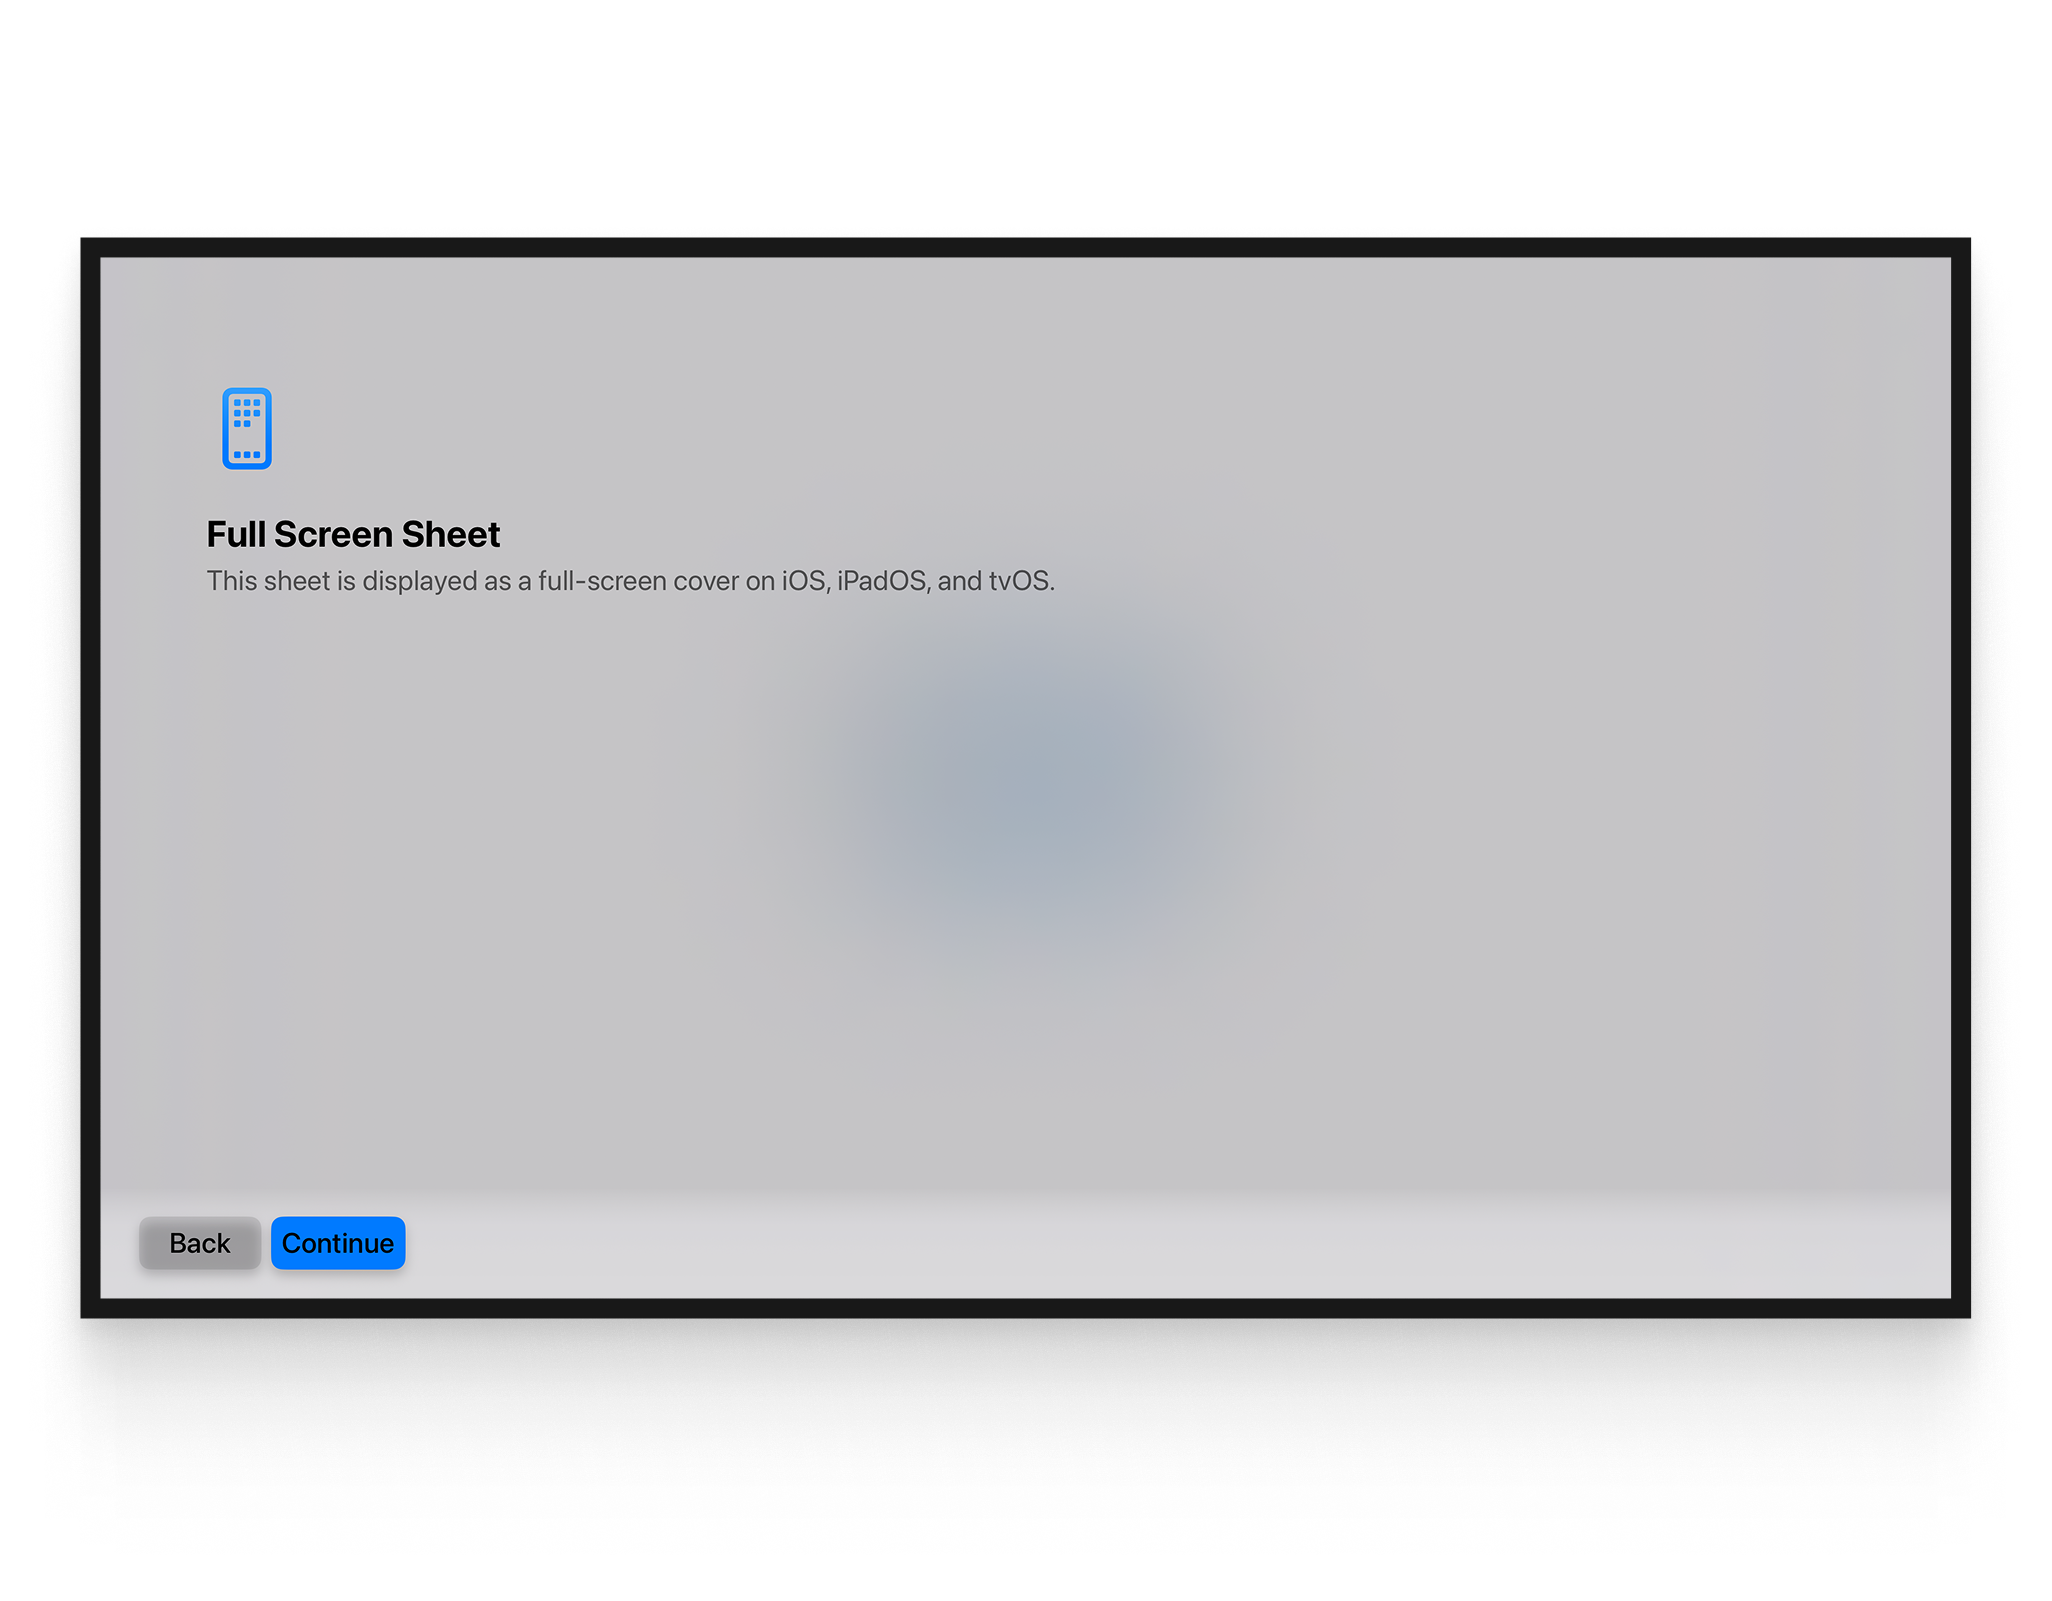 Full Screen Sheet
This sheet is displayed as a full-screen cover on iOS, iPadOS, and tvOS.
Back Continue